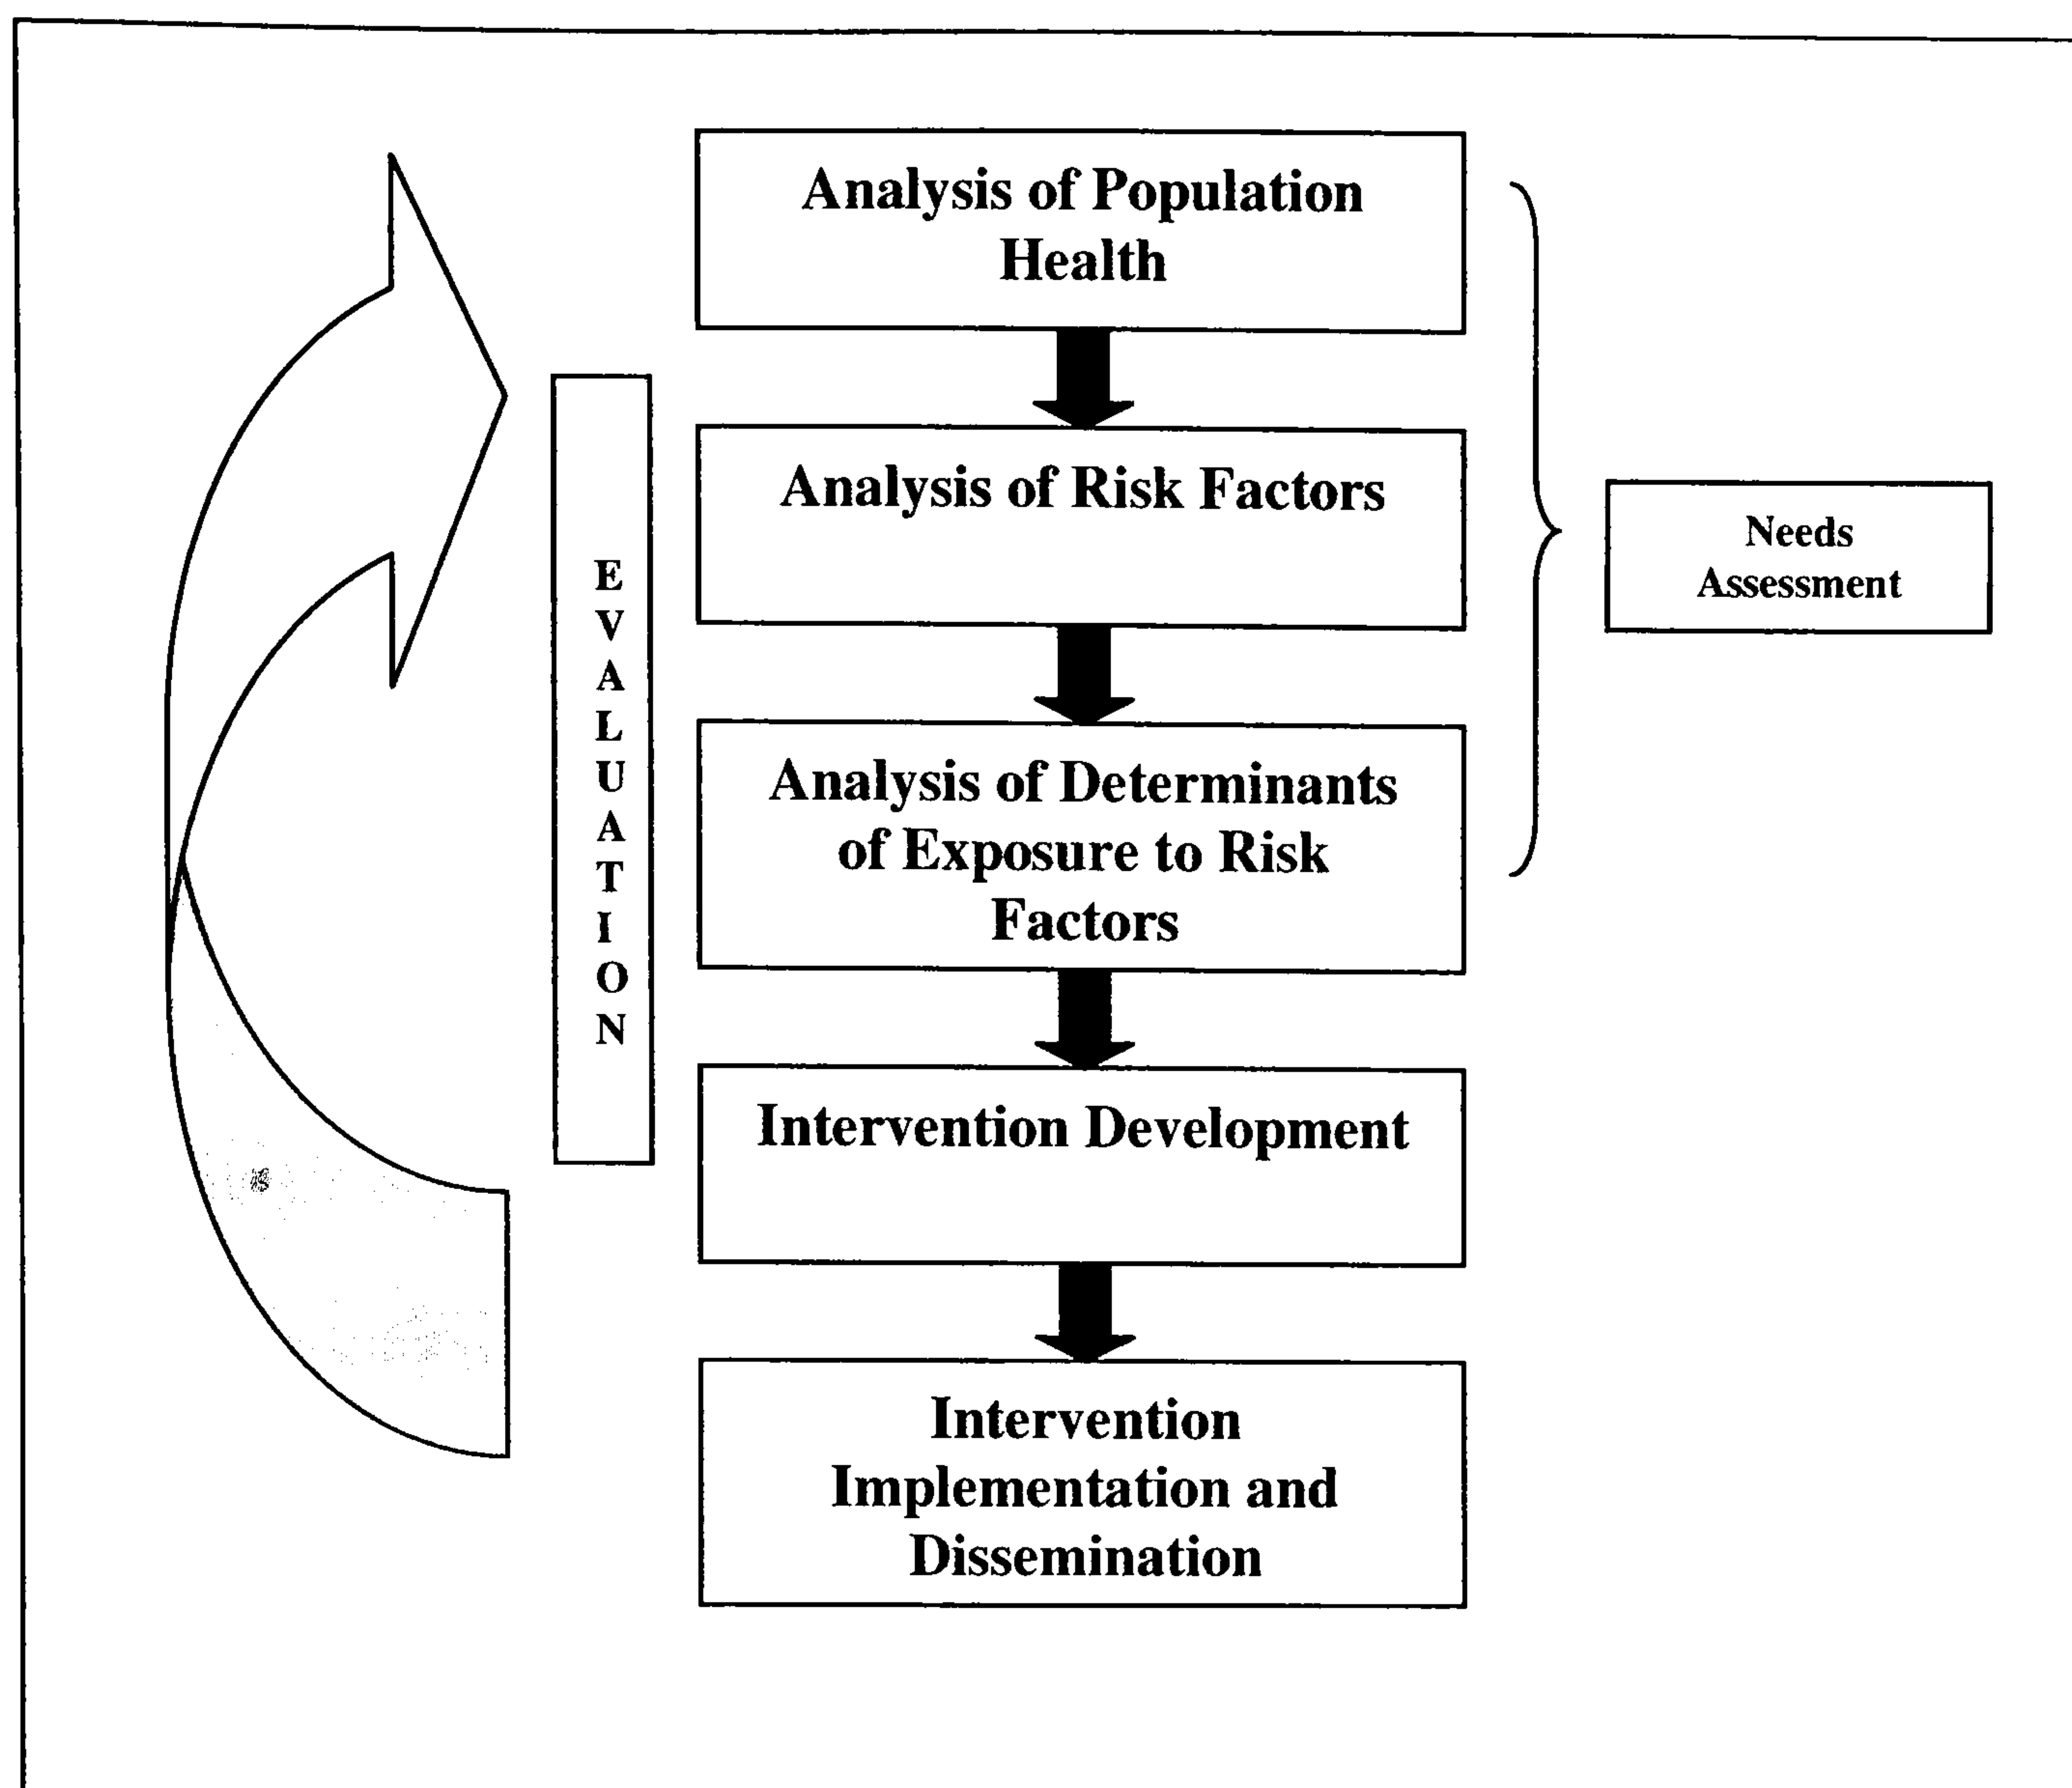 Analysis of Population
Health
Analysis of Risk Factors
Needs
Assessment
E
V
A
L
U
A
T
I
O
N
Analysis of Determinants
of Exposure to Risk
Factors
Intervention Development
Intervention
Implementation and
Dissemination